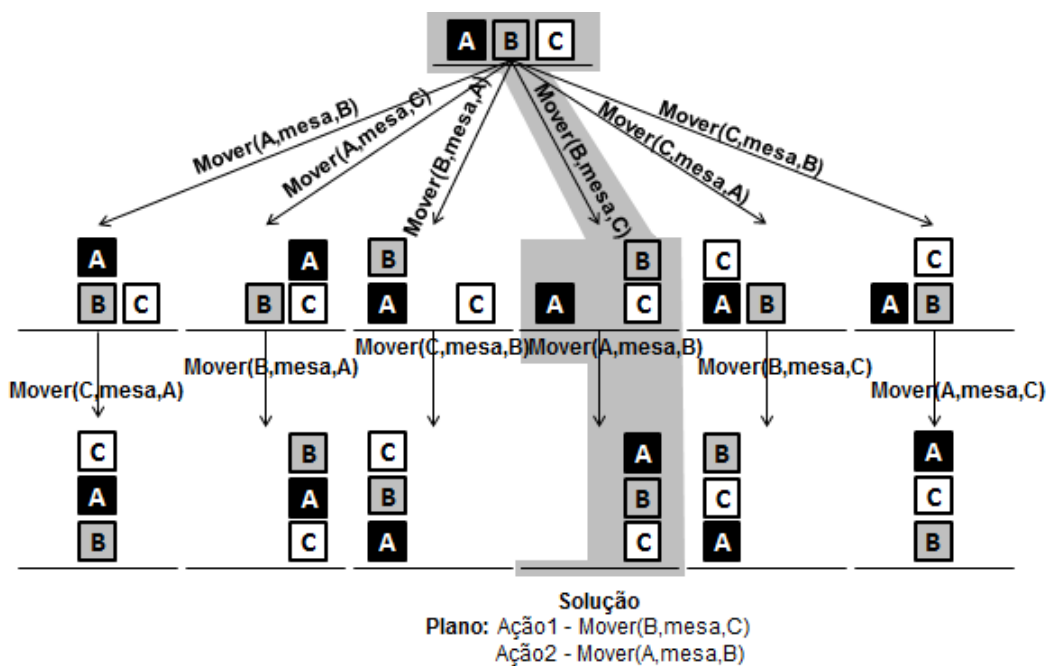 A B C
Mover(A,mesa,B)
Mover(A,mesa,C)
Mover(B,mesa,A)
Mover(B,mesa,C)
Mover(C,mesa,A)
Mover(C,mesa,B)
A A B B C C
B C B C A C A C A B A B
Mover(C,mesa,A)
Mover(B,mesa,A)
Mover(C,mesa,B)
Mover(A,mesa,B)
Mover(B,mesa,C)
Mover(A,mesa,C)
C B C A B A
A A B B C C
B C A C A B
Solução
Plano: Ação1 - Mover(B,mesa,C)
Ação2 - Mover(A,mesa,B)